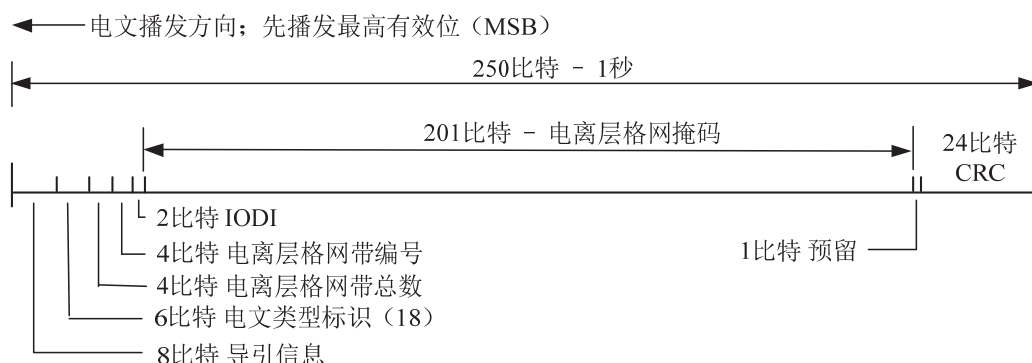 电文播发方向；先播发最高有效位（MSB）
250比特 - 1秒
201比特 - 电离层格网掩码
24比特
CRC
2比特 IODI
4比特 电离层格网带编号
1比特 预留
4比特 电离层格网带总数
6比特 电文类型标识（18）
8比特 导引信息